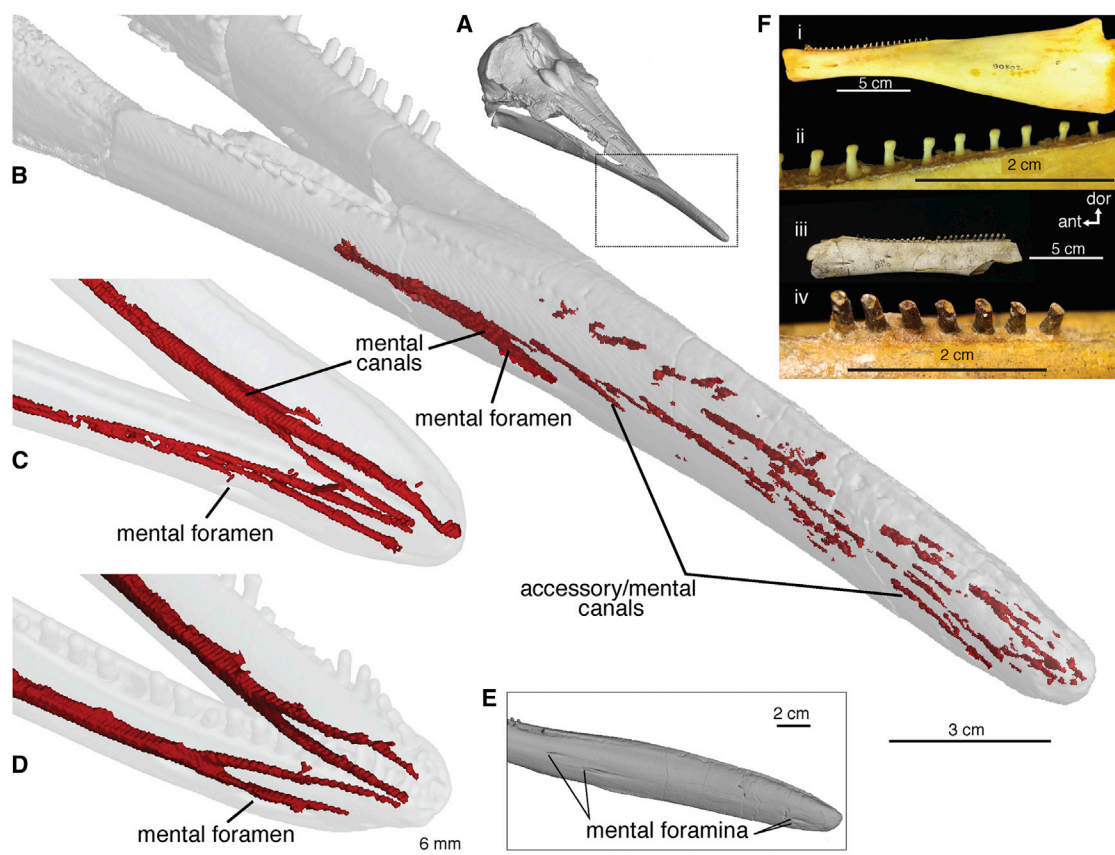 A
F
i
90802
5 cm
ii
B
2 cm
dor
ant
iii
5 cm
mental
canals
iv
2 cm
mental foramen
C
mental foramen
accessory/mental
canals
E
2 cm
3 cm
D
mental foramina
mental foramen
6 mm